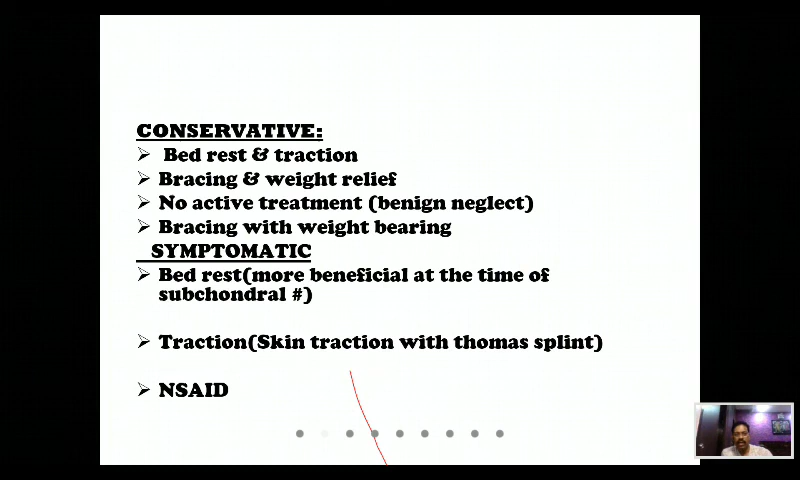 CONSERVATIVE:
➢ Bed rest & traction
➢ Bracing & weight relief
➢ No active treatment (benign neglect)
➢ Bracing with weight bearing
SYMPTOMATIC
➢ Bed rest(more beneficial at the time of
subchondral #)
➢ Traction(Skin traction with thomas splint)
➢ NSAID